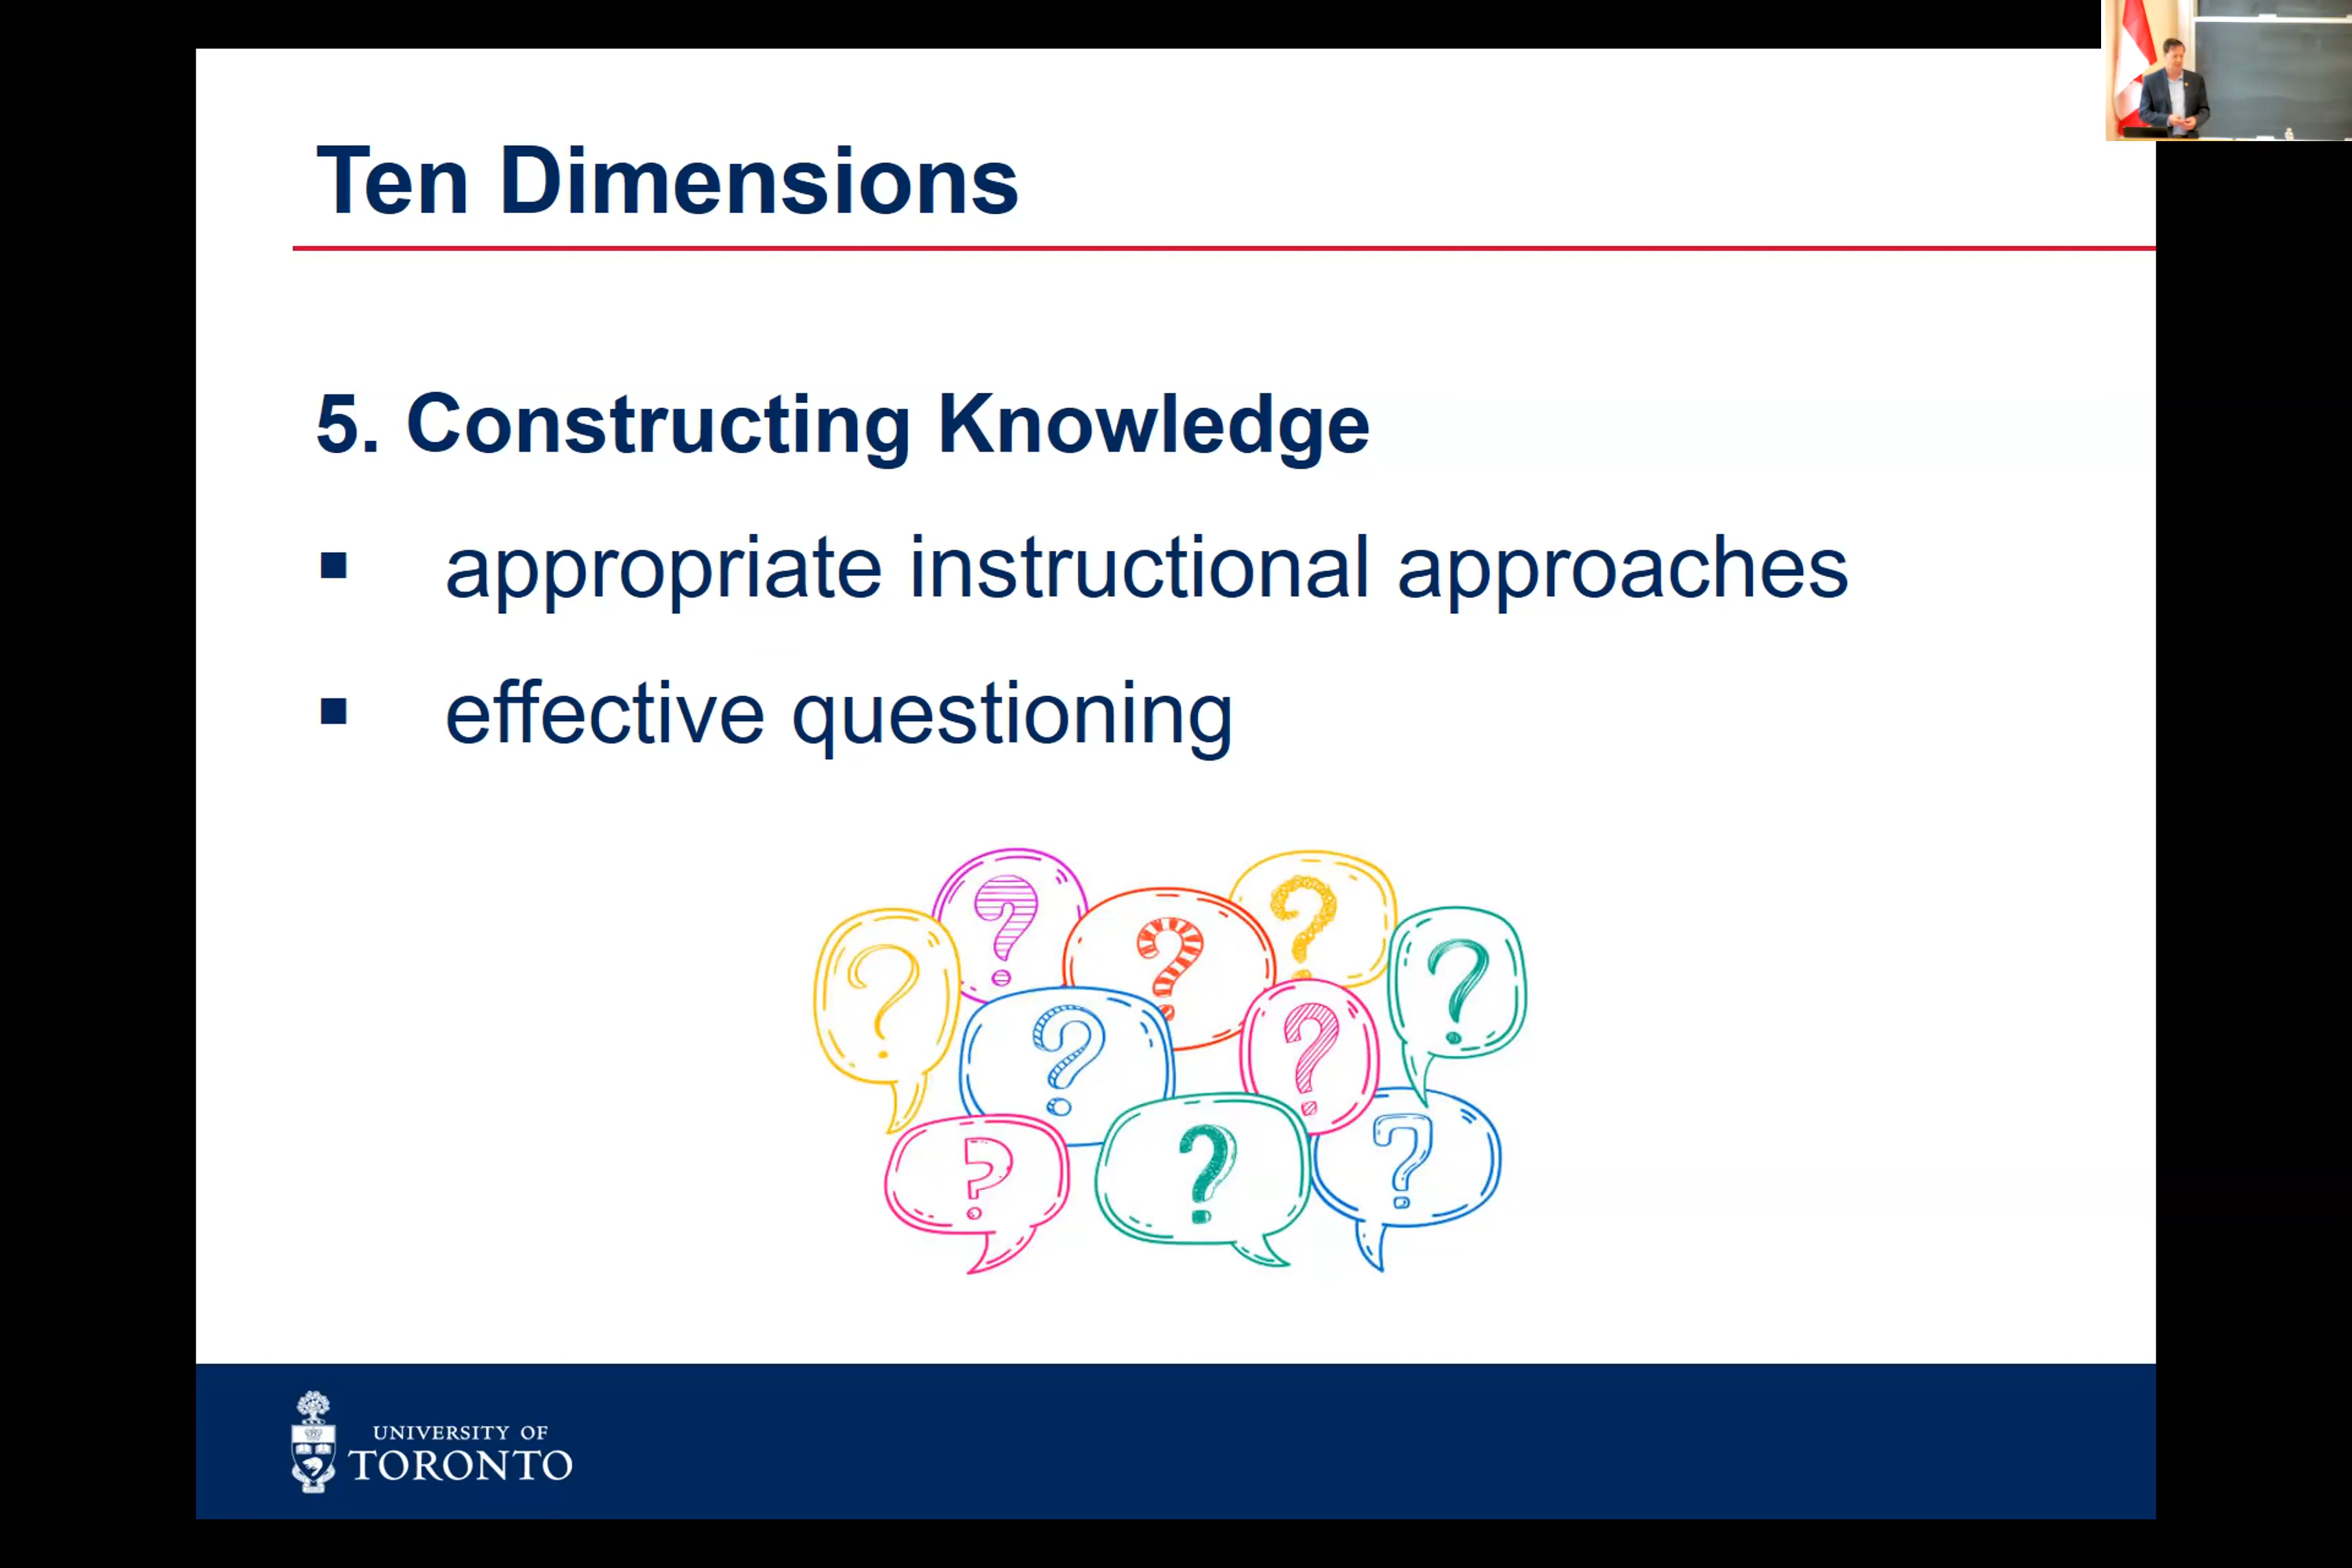 Ten Dimensions
5. Constructing Knowledge
▪ appropriate instructional approaches
▪ effective questioning
? ? ? ? ?
? ?
? ? ?
UNIVERSITY OF
TORONTO